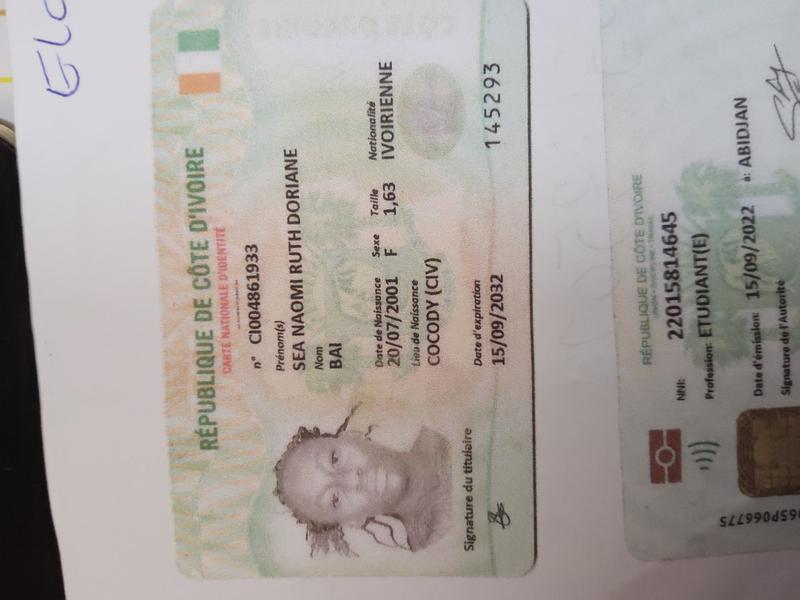 RÉPUBLIQUE DE CÔTE D'IVOIRE
CARTE NATIONALE D'IDENTITÉ
n° CI004861933
Prénom(s)
SEA NAOMI RUTH DORIANE
Nom
BAI
Date de Naissance Sexe Taille Nationalité
20/07/2001 F 1,63 IVOIRIENNE
Lieu de Naissance
COCODY (CIV)
Date d'expiration
15/09/2032
145293
Signature du titulaire
RÉPUBLIQUE DE CÔTE D'IVOIRE
NNI: 22015814645
Profession: ETUDIANT(E)
Date d'émission: 15/09/2022 à: ABIDJAN
Signature de l'Autorité